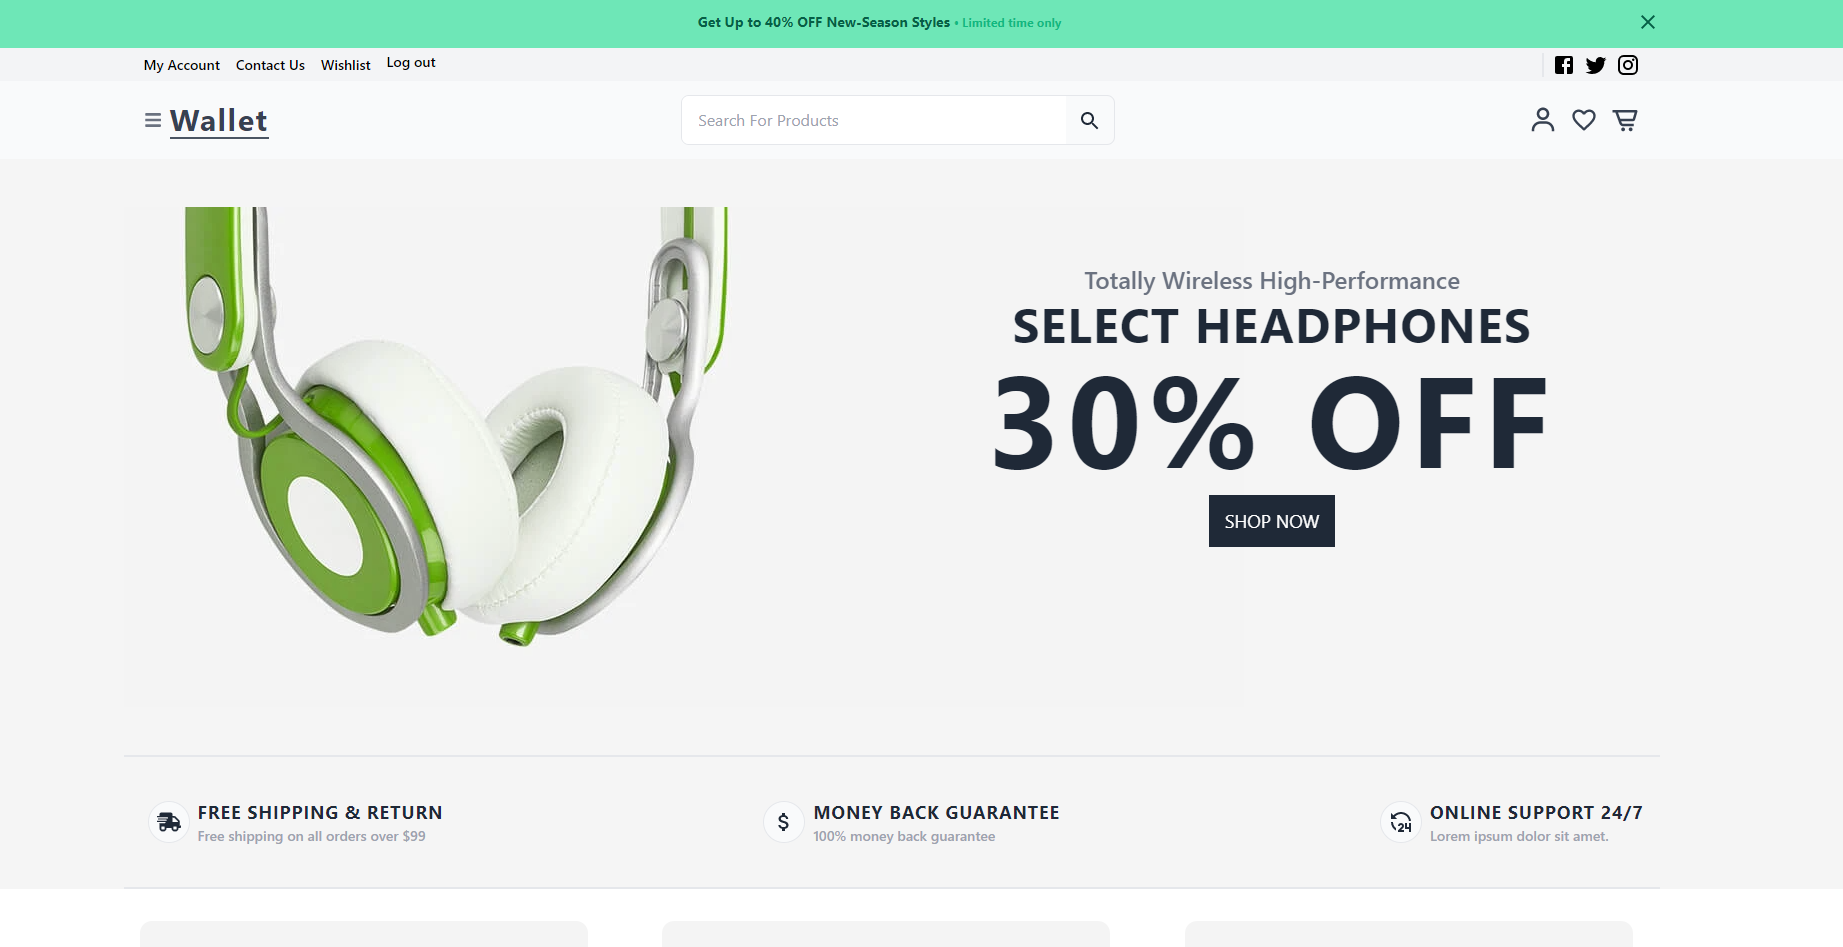 Get Up to 40% OFF New-Season Styles • Limited time only
My Account Contact Us Wishlist Log out
Wallet
Search For Products
Totally Wireless High-Performance
SELECT HEADPHONES
30% OFF
SHOP NOW
FREE SHIPPING & RETURN
Free shipping on all orders over $99
MONEY BACK GUARANTEE
100% money back guarantee
24
ONLINE SUPPORT 24/7
Lorem ipsum dolor sit amet.